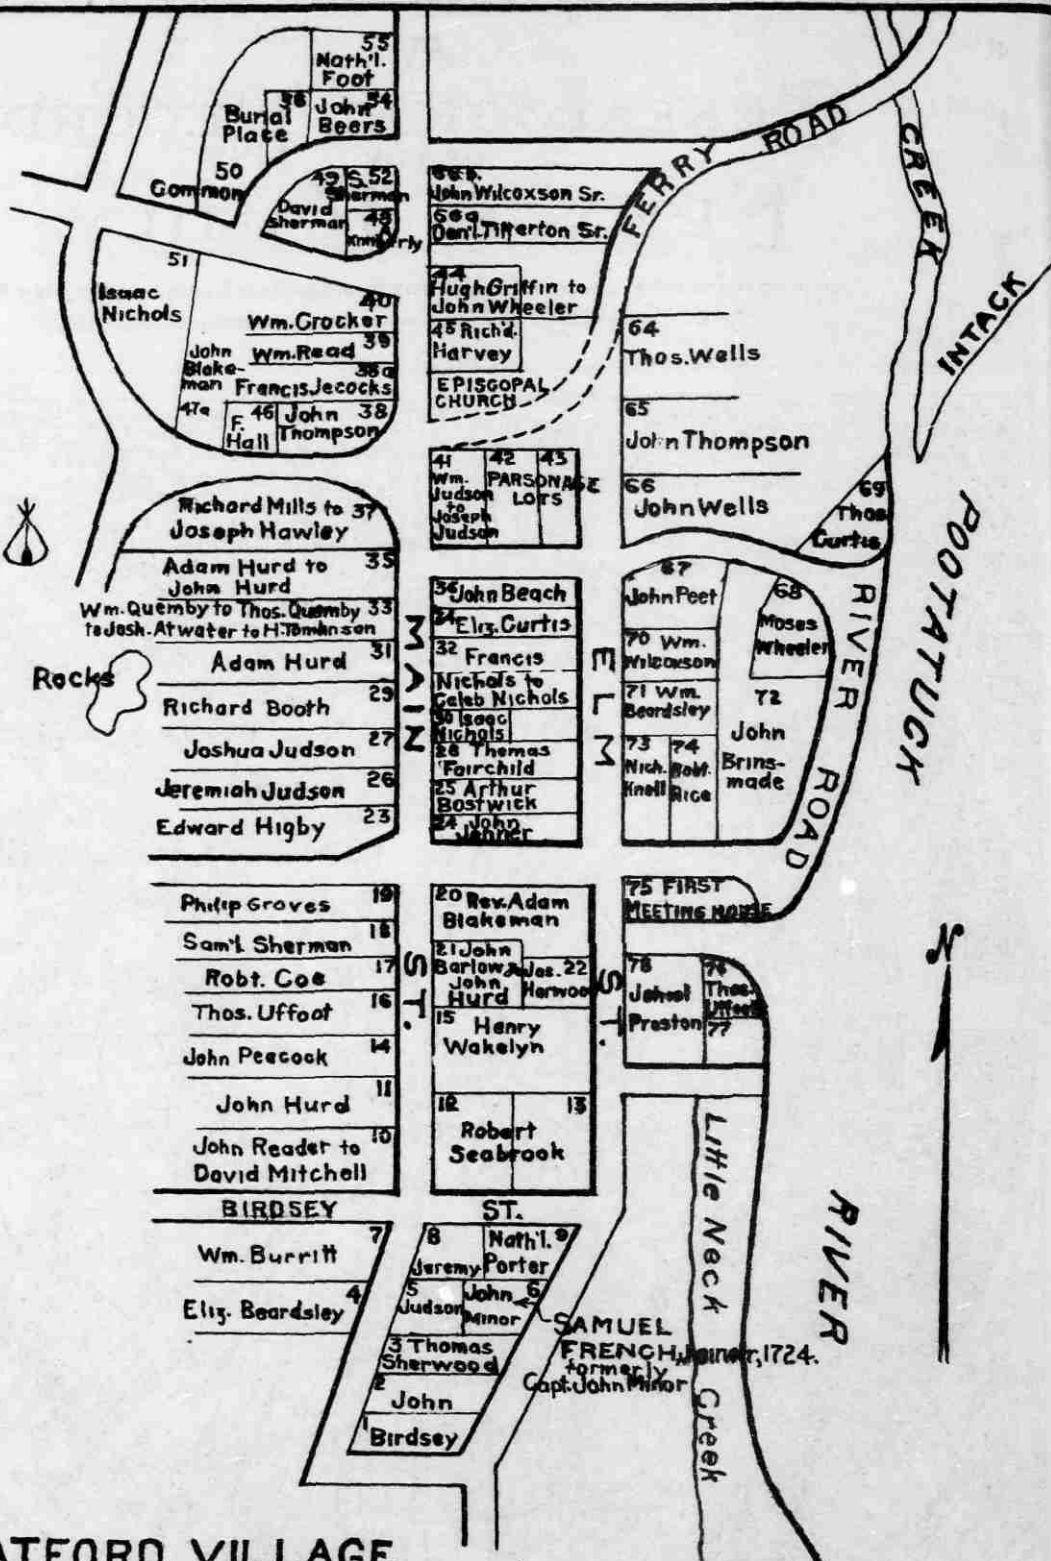 55
Nath'l.
Foot
Burial
Place
56
John 54
Beers
50
Common
49
David
Sherman
S. 52
Sherman
48
John Wilcoxson Sr.
66a
Dan'l. Titterton Sr.
FERRY ROAD
CREEK
INTACK
51
Isaac
Nichols
40
Wm. Crocker
Wm. Read 39
John
Blake-
man
47a
38a
Francis Jecocks
F. 46
Hall
John 38
Thompson
44
Hugh Griffin to
John Wheeler
45 Rich'd.
Harvey
EPISCOPAL
CHURCH
64
Thos. Wells
65
John Thompson
66
John Wells
69
Thos.
Curtis
41
Wm.
Judson
to
Joseph
Judson
42 43
PARSONAGE
LOTS
Richard Mills to 37
Joseph Hawley
Adam Hurd to 35
John Hurd
Wm. Quemby to Thos. Quemby 33
to Josh. Atwater to H. Tomlinson
Adam Hurd 31
Rocks
Richard Booth 29
Joshua Judson 27
Jeremiah Judson 26
Edward Higby 23
MAIN
ST.
36 John Beach
34 Eliz. Curtis
32 Francis
Nichols to
Caleb Nichols
30 Isaac
Nichols
28 Thomas
Fairchild
25 Arthur
Bostwick
24 John
Jenner
ELM
ST.
67
John Peet
68
Moses
Wheeler
70 Wm.
Wilcoxson
71 Wm.
Beardsley
72
John
Brins-
made
73
Nich.
Knell
74
Robt.
Rice
RIVER ROAD
POOTATUCK
RIVER
Philip Groves 19
Sam'l. Sherman 18
Robt. Coe 17
Thos. Uffoot 16
John Peacock 14
John Hurd 11
John Reader to 10
David Mitchell
20 Rev. Adam
Blakeman
21 John
Barlow &
John
Hurd
Jos. 22
Horwood
15 Henry
Wakelyn
12 13
Robert
Seabrook
75 FIRST
MEETING HOUSE
78
Jehiel
Preston
76
Thos.
Uffoot
77
N
Little Neck Creek
BIRDSEY ST.
7
Wm. Burritt
4
Eliz. Beardsley
8
Jeremy
5
Judson
Nath'l. 9
Porter
John 6
Minor
3 Thomas
Sherwood
2
John
1
Birdsey
SAMUEL
FRENCH, Joiner, 1724.
formerly
Capt. John Minor
ATFORD VILLAGE